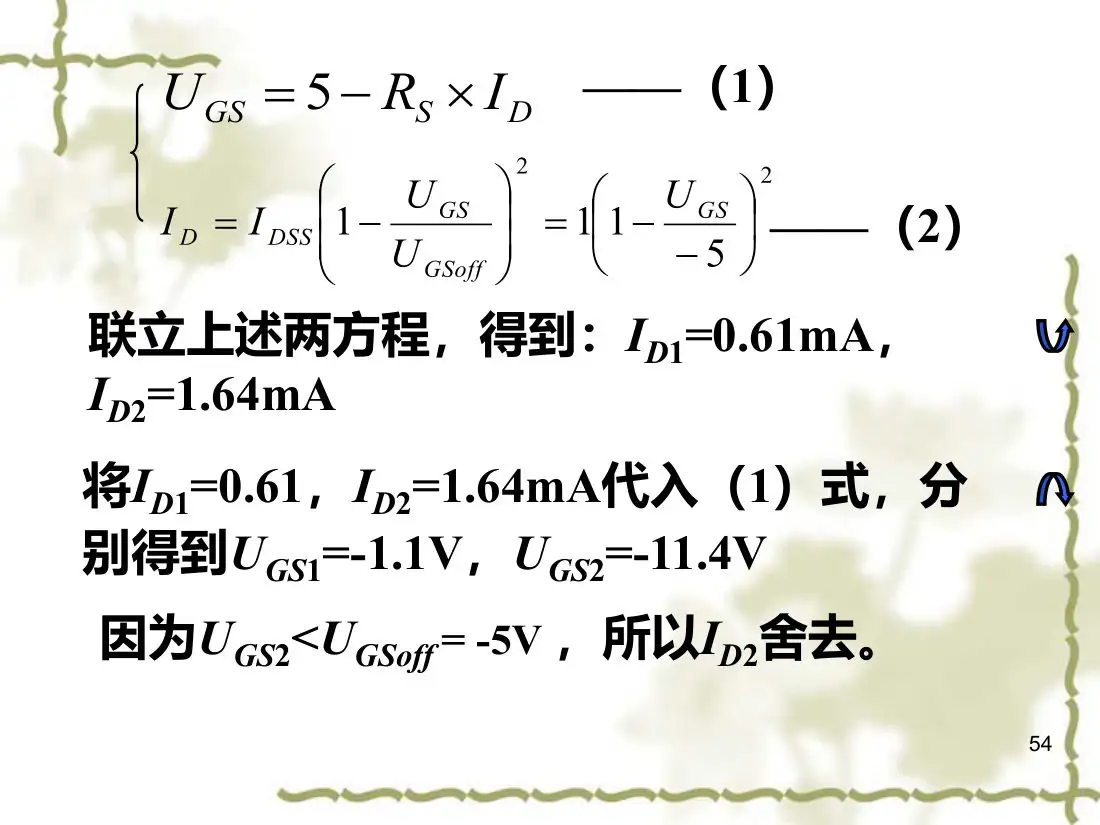 U_GS = 5 − R_S × I_D ——（1）
I_D = I_DSS (1 − U_GS / U_GSoff)^2 = 1(1 − U_GS / −5)^2 ——（2）
联立上述两方程，得到：I_D1=0.61mA，
I_D2=1.64mA
将I_D1=0.61，I_D2=1.64mA代入（1）式，分
别得到U_GS1=-1.1V，U_GS2=-11.4V
因为U_GS2<U_GSoff = -5V ，所以I_D2舍去。
54